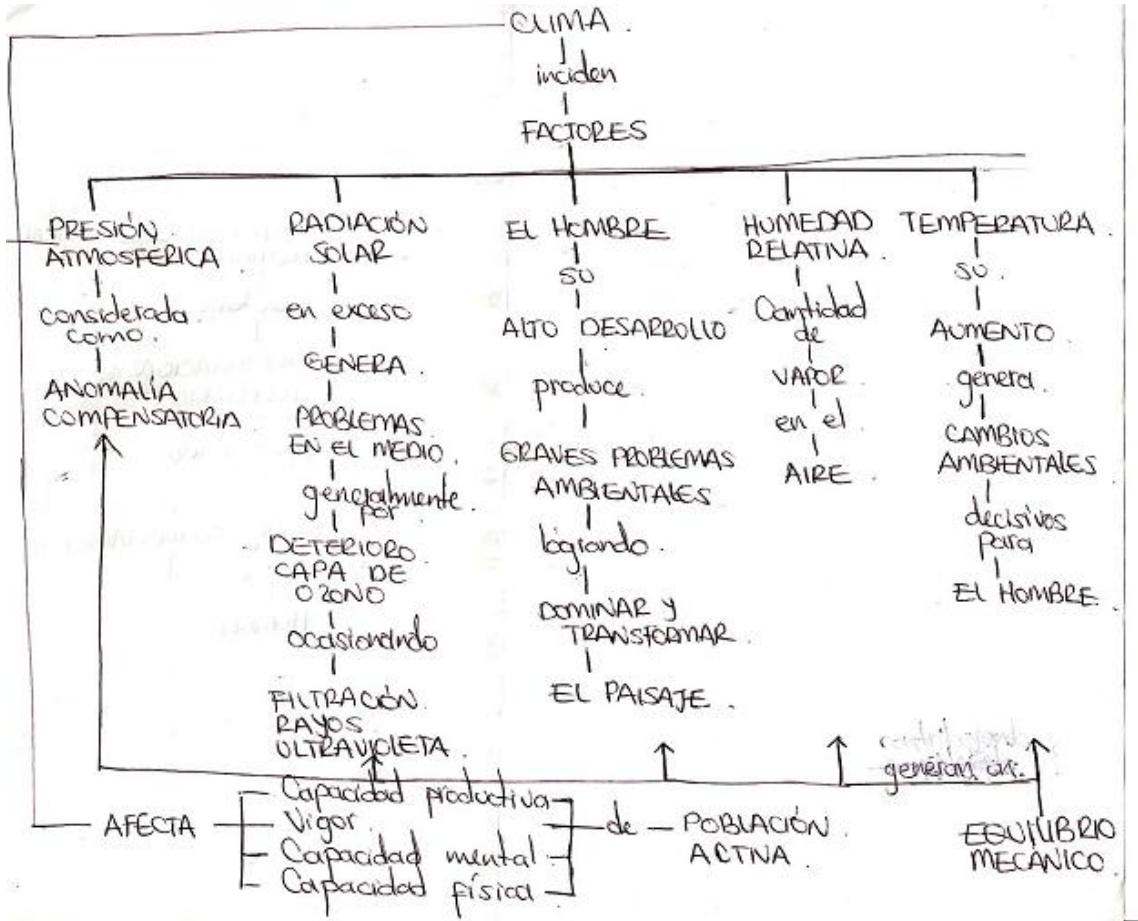 CLIMA.
inciden
FACTORES
PRESIÓN
ATMOSFERICA
considerada.
como.
ANOMALÍA
COMPENSATORIA
RADIACIÓN
SOLAR
en exceso
GENERA.
PROBLEMAS
EN EL MEDIO.
generalmente.
por
DETERIORO
CAPA DE
OZONO
ocasionando
FILTRACIÓN.
RAYOS
ULTRAVIOLETA.
EL HOMBRE
SU
ALTO DESARROLLO
produce.
GRAVES PROBLEMAS
AMBIENTALES
logrando.
DOMINAR Y
TRANSFORMAR.
EL PAISAJE.
HUMEDAD
RELATIVA.
Cantidad
de
VAPOR.
en el.
AIRE.
TEMPERATURA.
SU.
AUMENTO.
genera.
CAMBIOS
AMBIENTALES
decisivos
para
EL HOMBRE.
generan un.
EQUILIBRIO
MECÁNICO.
AFECTA
Capacidad productiva
Vigor.
Capacidad mental
Capacidad física
de
POBLACIÓN.
ACTIVA.